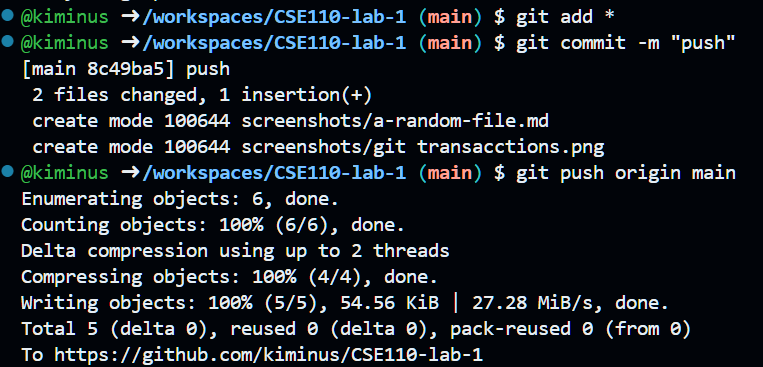 @kiminus ➜/workspaces/CSE110-lab-1 (main) $ git add *
@kiminus ➜/workspaces/CSE110-lab-1 (main) $ git commit -m "push"
[main 8c49ba5] push
 2 files changed, 1 insertion(+)
 create mode 100644 screenshots/a-random-file.md
 create mode 100644 screenshots/git transacctions.png
@kiminus ➜/workspaces/CSE110-lab-1 (main) $ git push origin main
Enumerating objects: 6, done.
Counting objects: 100% (6/6), done.
Delta compression using up to 2 threads
Compressing objects: 100% (4/4), done.
Writing objects: 100% (5/5), 54.56 KiB | 27.28 MiB/s, done.
Total 5 (delta 0), reused 0 (delta 0), pack-reused 0 (from 0)
To https://github.com/kiminus/CSE110-lab-1